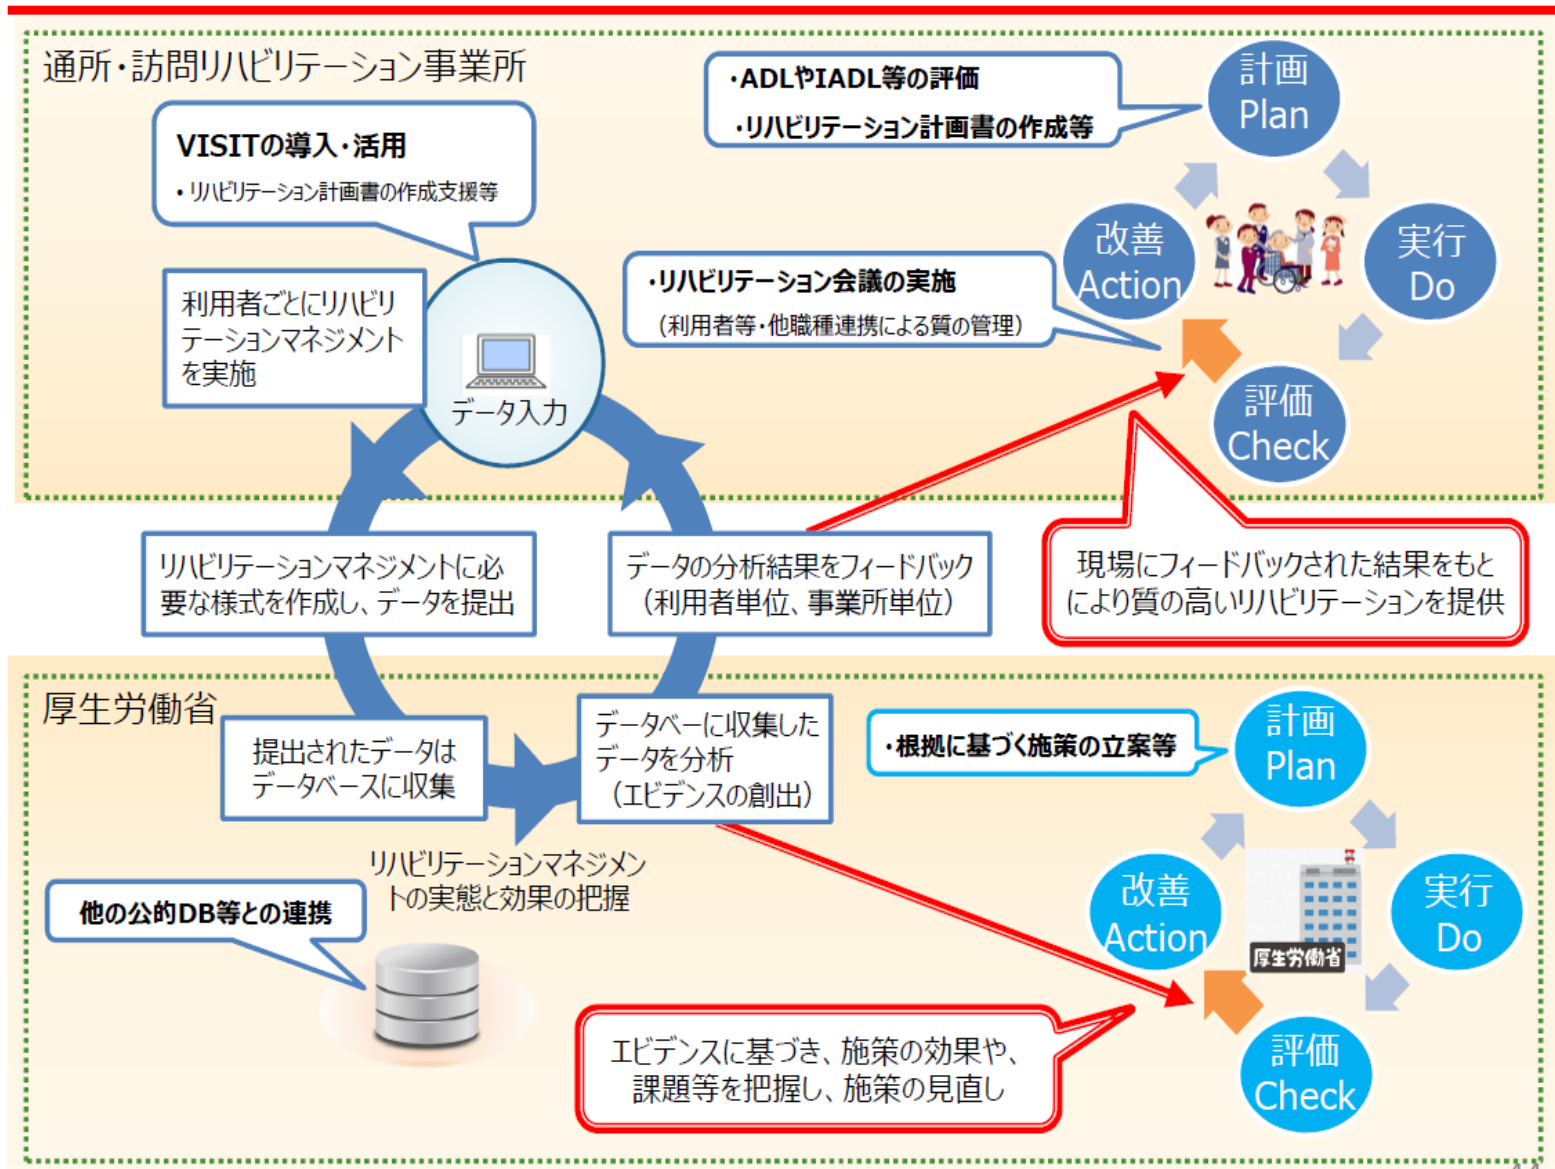 通所・訪問リハビリテーション事業所
VISITの導入・活用
・リハビリテーション計画書の作成支援等
・ADLやIADL等の評価
・リハビリテーション計画書の作成等
計画
Plan
改善
Action
実行
Do
評価
Check
・リハビリテーション会議の実施
（利用者等・他職種連携による質の管理）
利用者ごとにリハビリ
テーションマネジメント
を実施
データ入力
リハビリテーションマネジメントに必
要な様式を作成し、データを提出
データの分析結果をフィードバック
（利用者単位、事業所単位）
現場にフィードバックされた結果をもと
により質の高いリハビリテーションを提供
厚生労働省
提出されたデータは
データベースに収集
データベーに収集した
データを分析
（エビデンスの創出）
リハビリテーションマネジメン
トの実態と効果の把握
他の公的DB等との連携
・根拠に基づく施策の立案等
計画
Plan
改善
Action
実行
Do
厚生労働省
評価
Check
エビデンスに基づき、施策の効果や、
課題等を把握し、施策の見直し